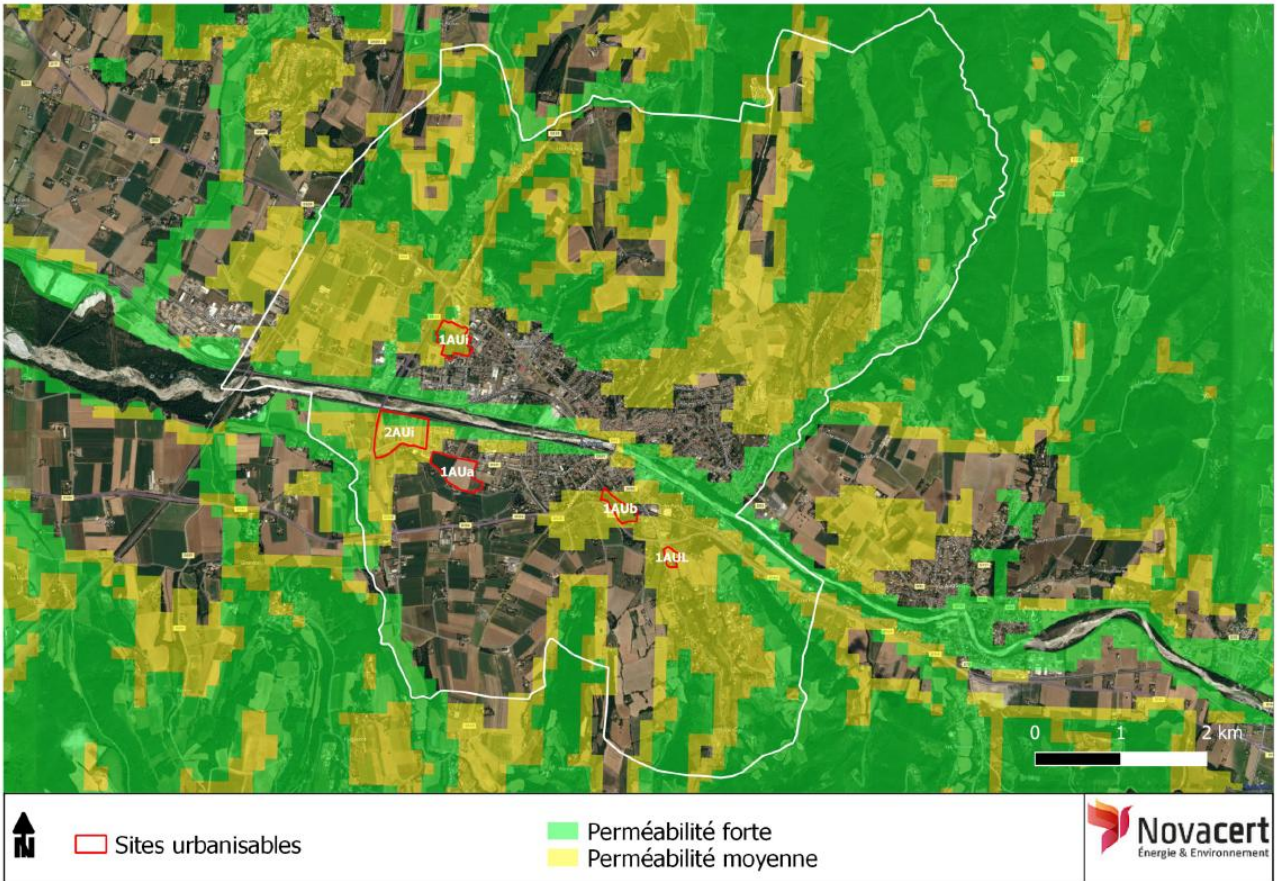 1AUi
2AUi
1AUa
1AUb
1AUL
0 1 2 km
N
Sites urbanisables
Perméabilité forte
Perméabilité moyenne
Novacert
Énergie & Environnement